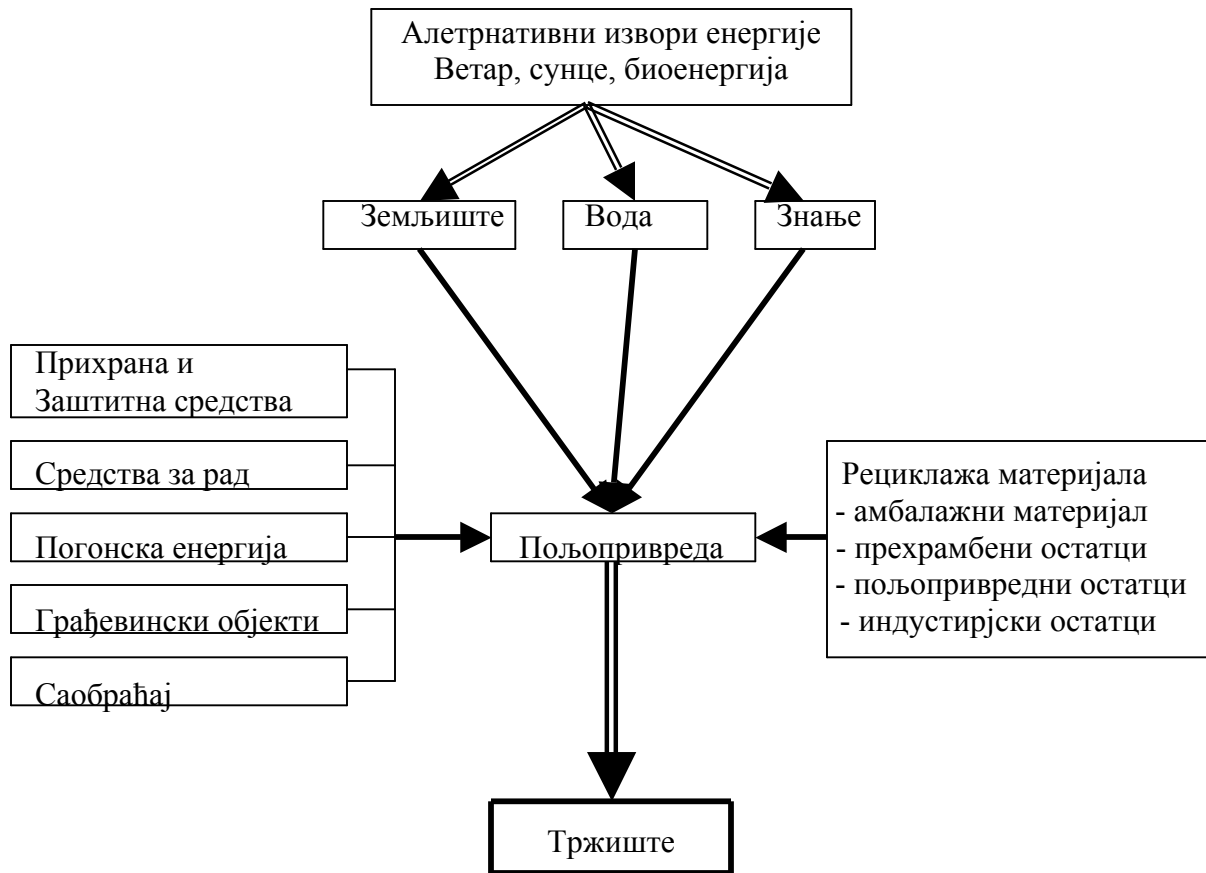 Алетрнативни извори енергије
Ветар, сунце, биоенергија
Земљиште
Вода
Знање
Прихрана и
Заштитна средства
Средства за рад
Погонска енергија
Грађевински објекти
Саобраћај
Пољопривреда
Рециклажа материјала
- амбалажни материјал
- прехрамбени остатци
- пољопривредни остатци
- индустирјски остатци
Тржиште